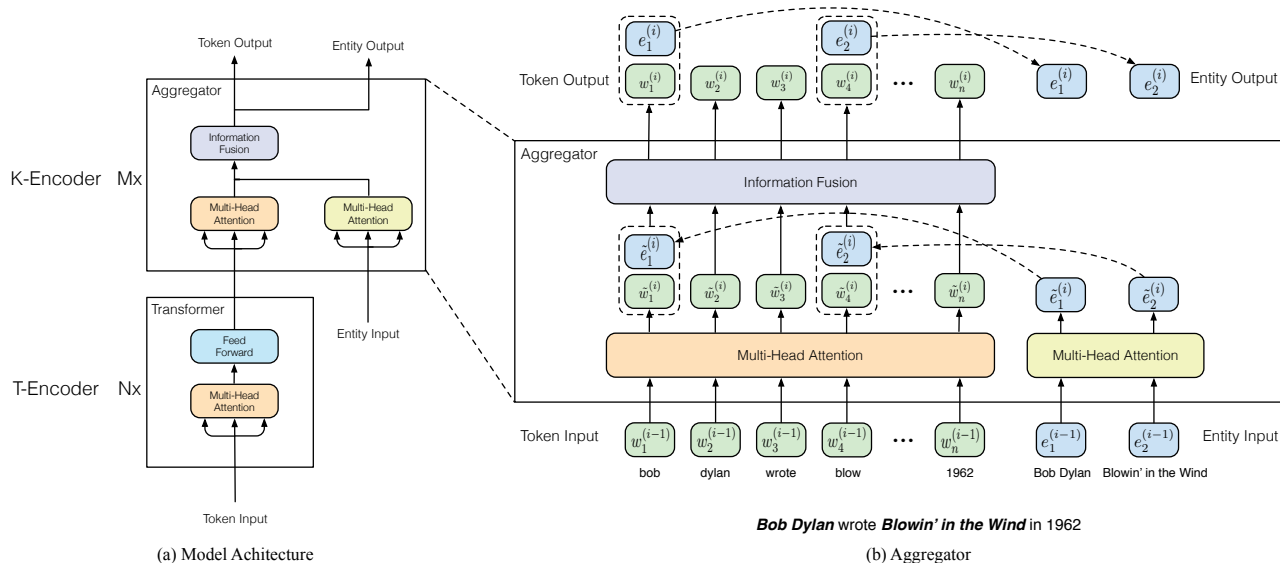 Token Output
Entity Output
Aggregator
Information Fusion
K-Encoder Mx
Multi-Head Attention
Multi-Head Attention
Transformer
Feed Forward
Entity Input
T-Encoder Nx
Multi-Head Attention
Token Input
(a) Model Achitecture
e_1^{(i)} e_2^{(i)}
Token Output w_1^{(i)} w_2^{(i)} w_3^{(i)} w_4^{(i)} ... w_n^{(i)} e_1^{(i)} e_2^{(i)} Entity Output
Aggregator
Information Fusion
ẽ_1^{(i)} ẽ_2^{(i)}
w̃_1^{(i)} w̃_2^{(i)} w̃_3^{(i)} w̃_4^{(i)} ... w̃_n^{(i)} ẽ_1^{(i)} ẽ_2^{(i)}
Multi-Head Attention Multi-Head Attention
Token Input w_1^{(i-1)} w_2^{(i-1)} w_3^{(i-1)} w_4^{(i-1)} ... w_n^{(i-1)} e_1^{(i-1)} e_2^{(i-1)} Entity Input
bob dylan wrote blow 1962 Bob Dylan Blowin' in the Wind
Bob Dylan wrote Blowin' in the Wind in 1962
(b) Aggregator